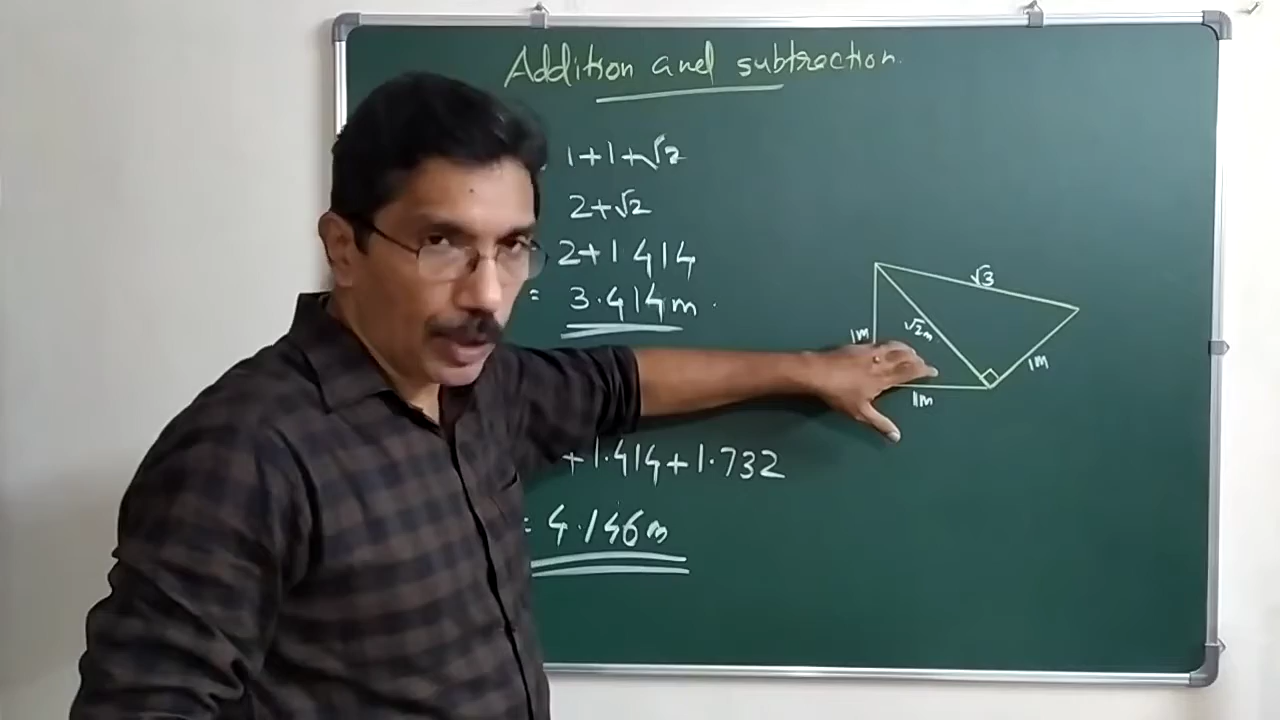 Addition and subtraction.
1+1+√2
2+√2
2+1 414
= 3.414m.
√3
√2m
1m
1m
1m
+1.414+1.732
= 4.146m